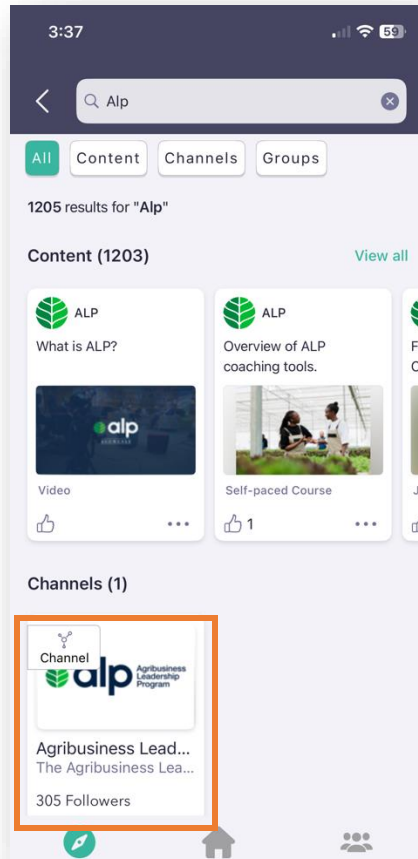 3:37
59
Alp
All Content Channels Groups
1205 results for "Alp"
Content (1203) View all
ALP ALP
What is ALP? Overview of ALP
coaching tools.
alp
Video Self-paced Course
1
Channels (1)
Channel
alp Agribusiness
Leadership
Program
Agribusiness Lead...
The Agribusiness Lea...
305 Followers